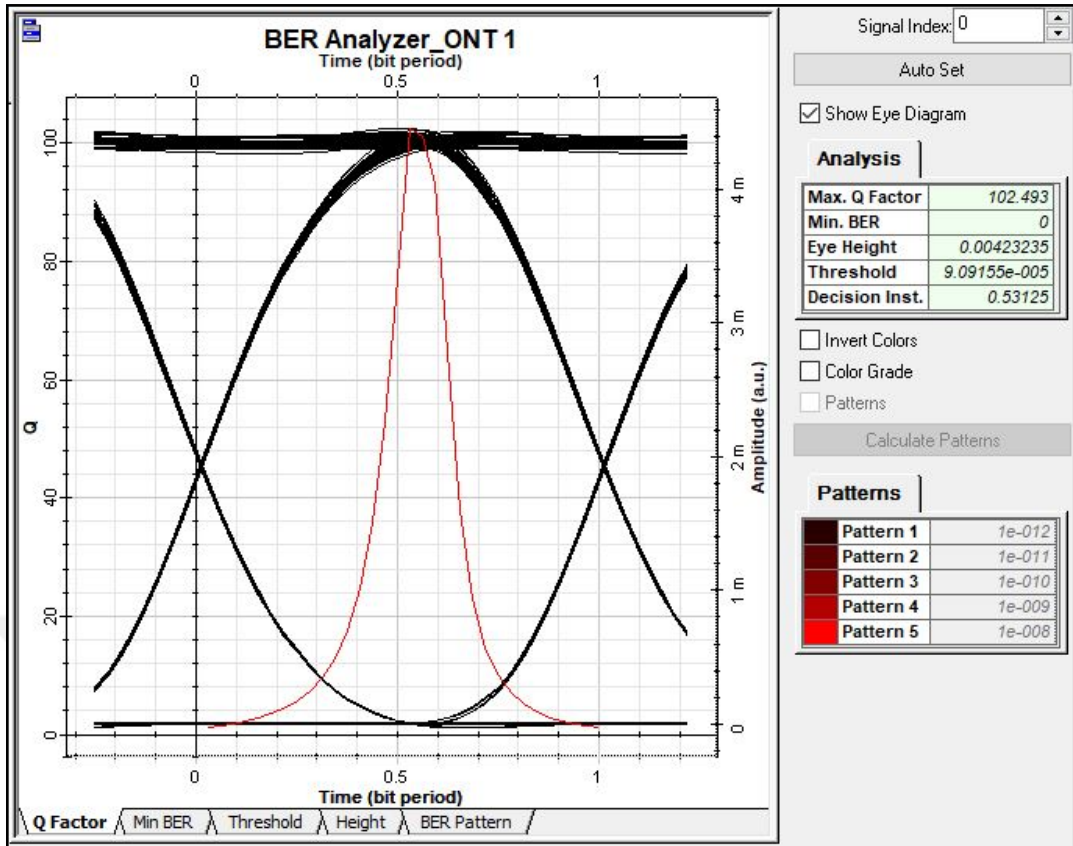 BER Analyzer_ONT 1
Time (bit period)
0 0.5 1
100
80
60
40
20
0
Q
4 m
3 m
2 m
1 m
0
Amplitude (a.u.)
0 0.5 1
Time (bit period)
Q Factor Min BER Threshold Height BER Pattern
Signal Index: 0
Auto Set
Show Eye Diagram
Analysis
Max. Q Factor 102.493
Min. BER 0
Eye Height 0.00423235
Threshold 9.09155e-005
Decision Inst. 0.53125
Invert Colors
Color Grade
Patterns
Calculate Patterns
Patterns
Pattern 1 1e-012
Pattern 2 1e-011
Pattern 3 1e-010
Pattern 4 1e-009
Pattern 5 1e-008